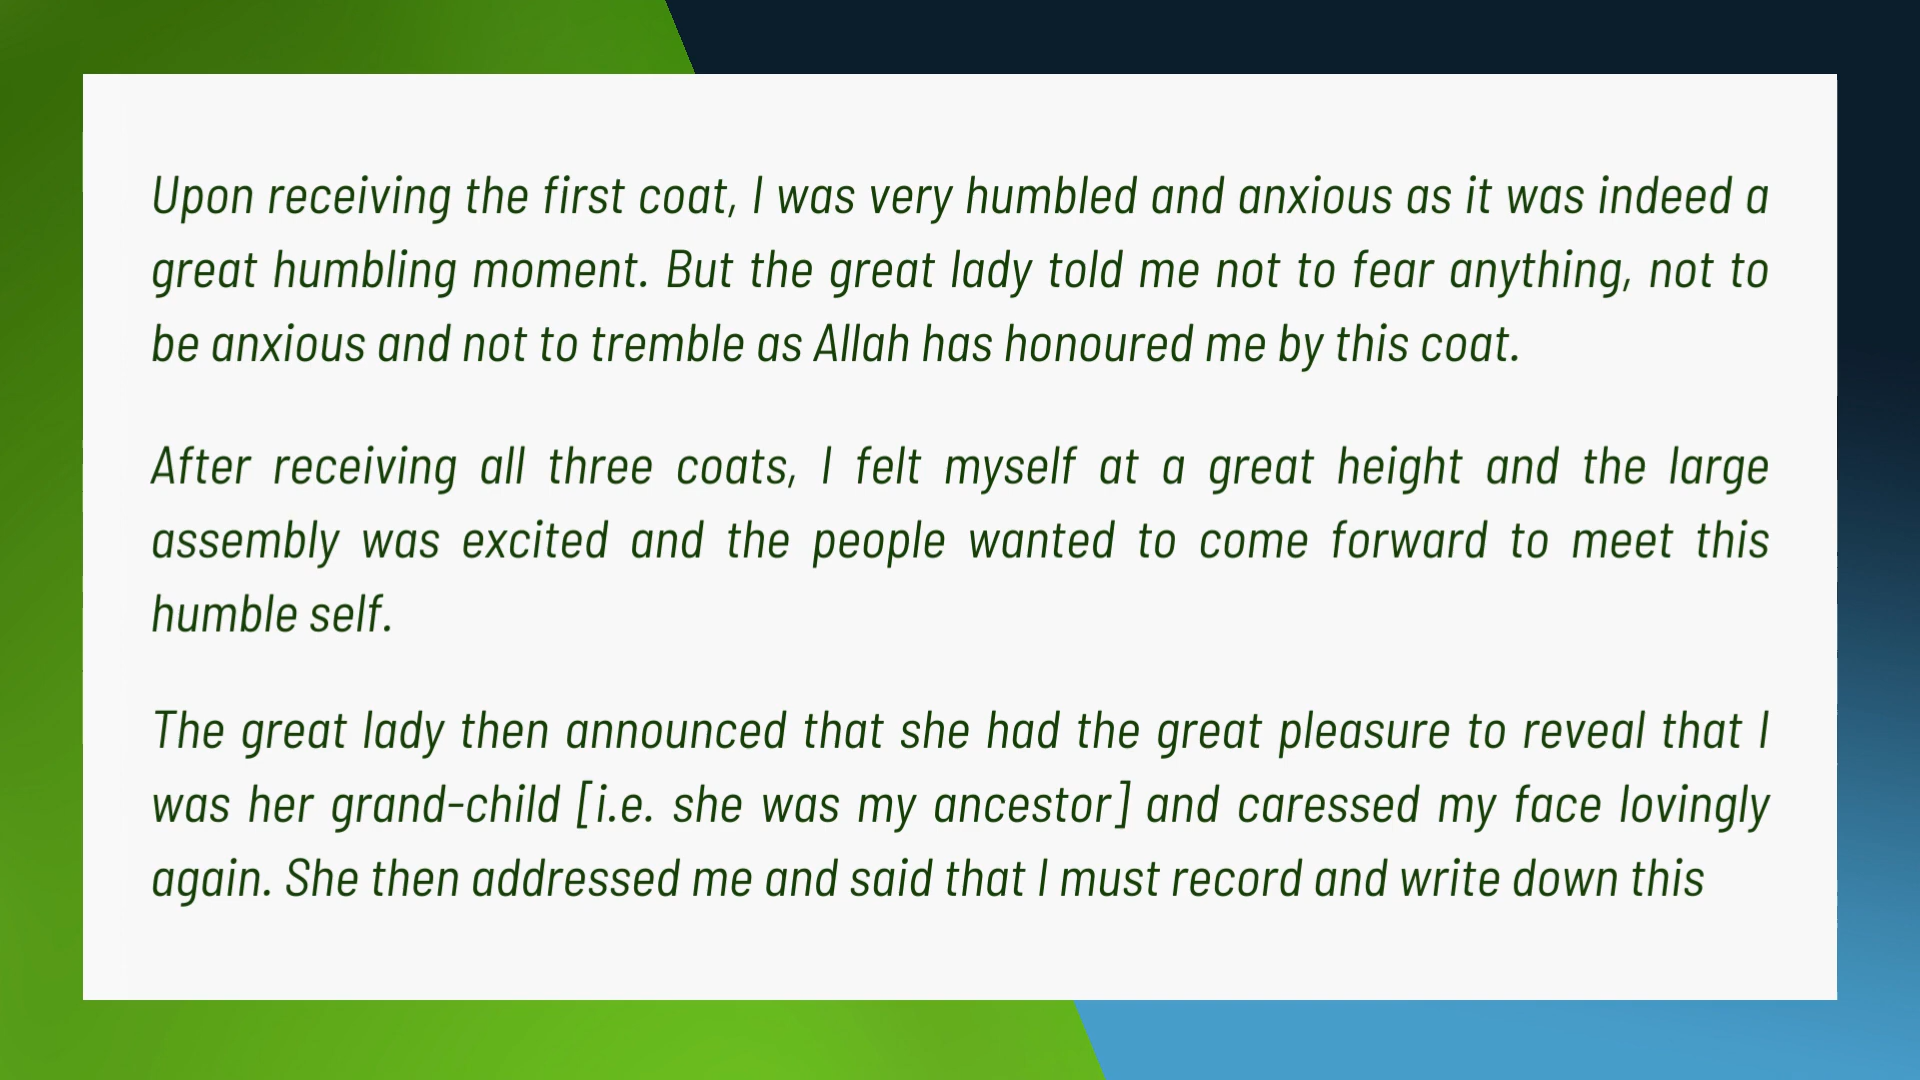 Upon receiving the first coat, I was very humbled and anxious as it was indeed a
great humbling moment. But the great lady told me not to fear anything, not to
be anxious and not to tremble as Allah has honoured me by this coat.
After receiving all three coats, I felt myself at a great height and the large
assembly was excited and the people wanted to come forward to meet this
humble self.
The great lady then announced that she had the great pleasure to reveal that I
was her grand-child [i.e. she was my ancestor] and caressed my face lovingly
again. She then addressed me and said that I must record and write down this